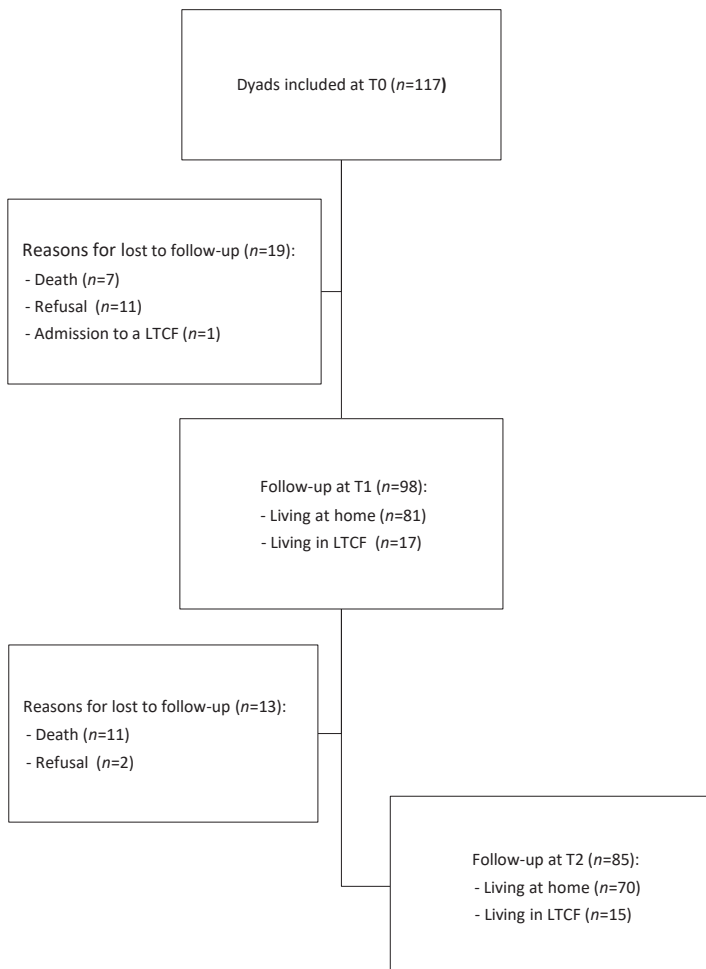 Dyads included at T0 (n=117)
Reasons for lost to follow-up (n=19):
- Death (n=7)
- Refusal (n=11)
- Admission to a LTCF (n=1)
Follow-up at T1 (n=98):
- Living at home (n=81)
- Living in LTCF (n=17)
Reasons for lost to follow-up (n=13):
- Death (n=11)
- Refusal (n=2)
Follow-up at T2 (n=85):
- Living at home (n=70)
- Living in LTCF (n=15)